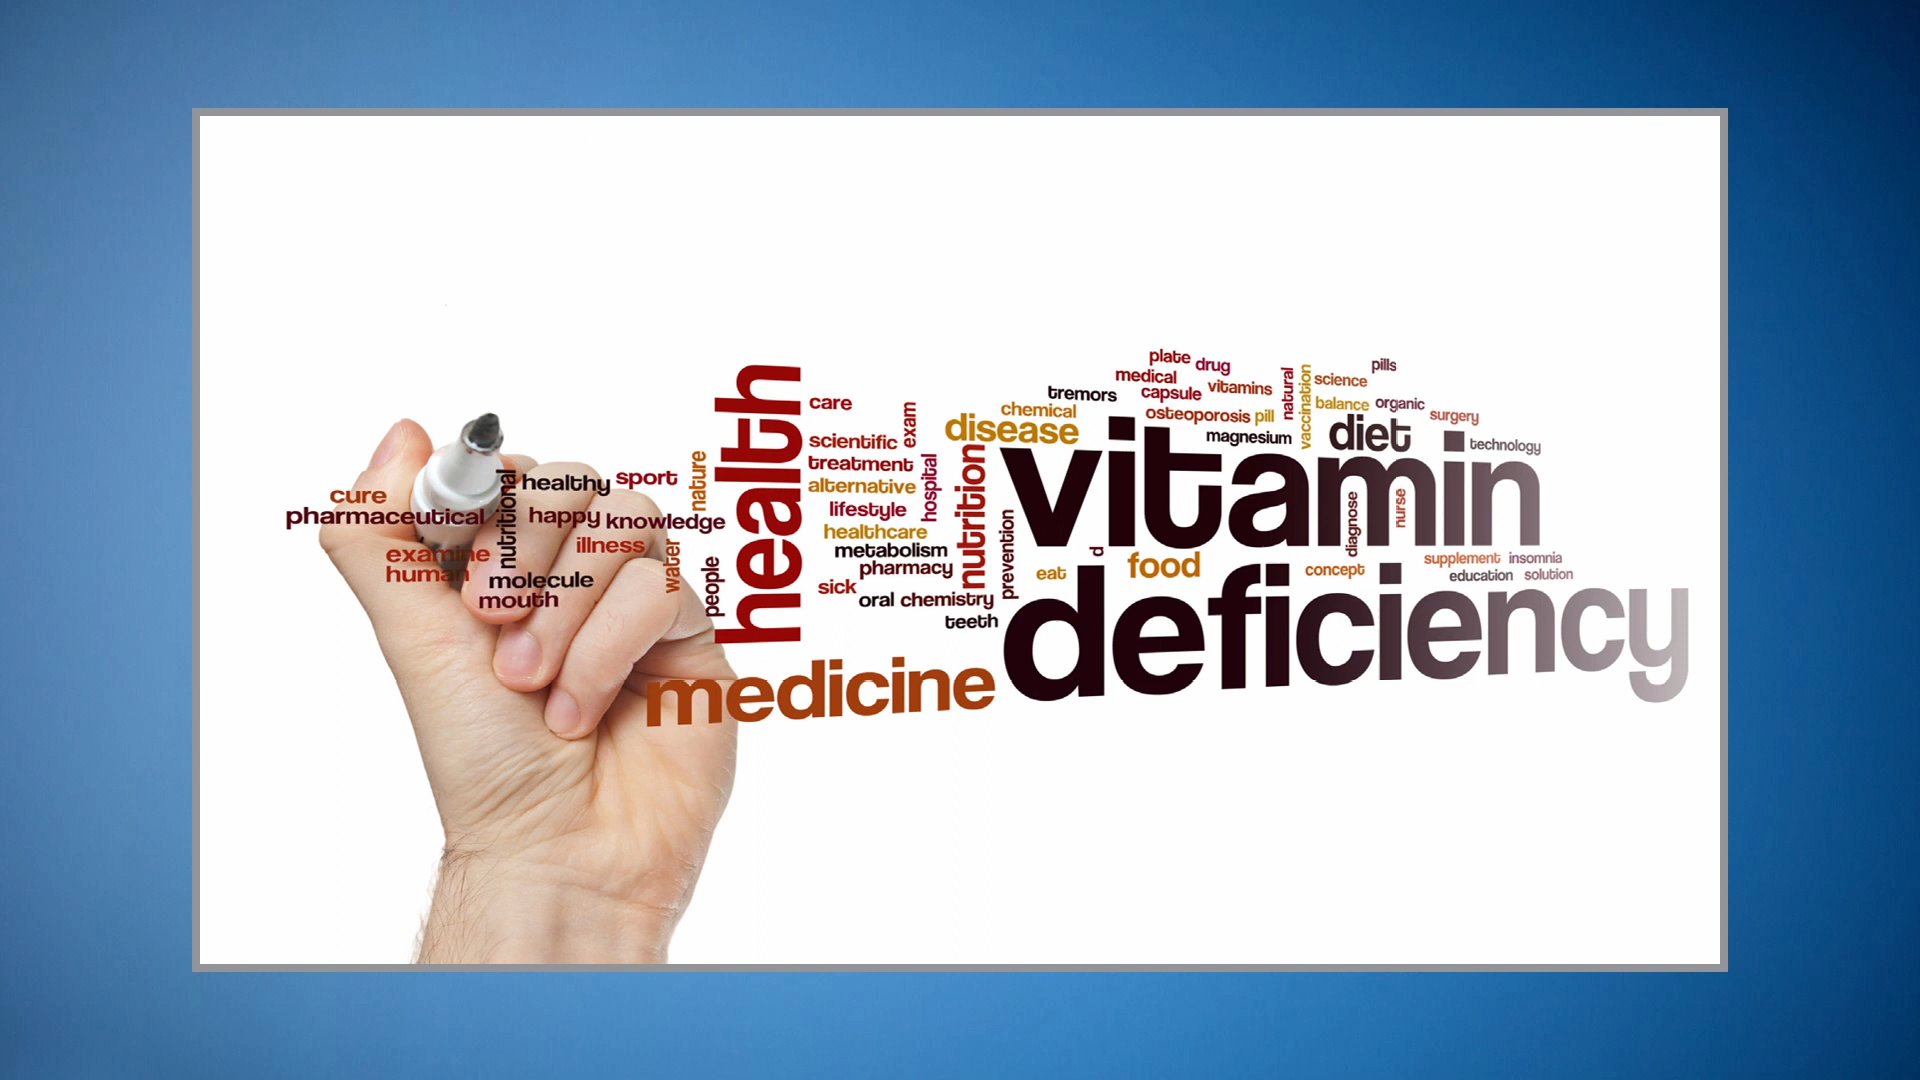 cure
pharmaceutical
examine
human
nutritional
healthy
sport
happy
knowledge
illness
molecule
mouth
nature
water
people
health
medicine
care
exam
scientific
treatment
alternative
hospital
lifestyle
healthcare
metabolism
pharmacy
sick
oral
chemistry
teeth
nutrition
prevention
disease
chemical
tremors
plate
drug
medical
capsule
vitamins
osteoporosis
pill
magnesium
natural
vaccination
science
pills
balance
organic
surgery
diet
technology
vitamin
diagnose
nurse
d
eat
food
concept
supplement
insomnia
education
solution
deficiency